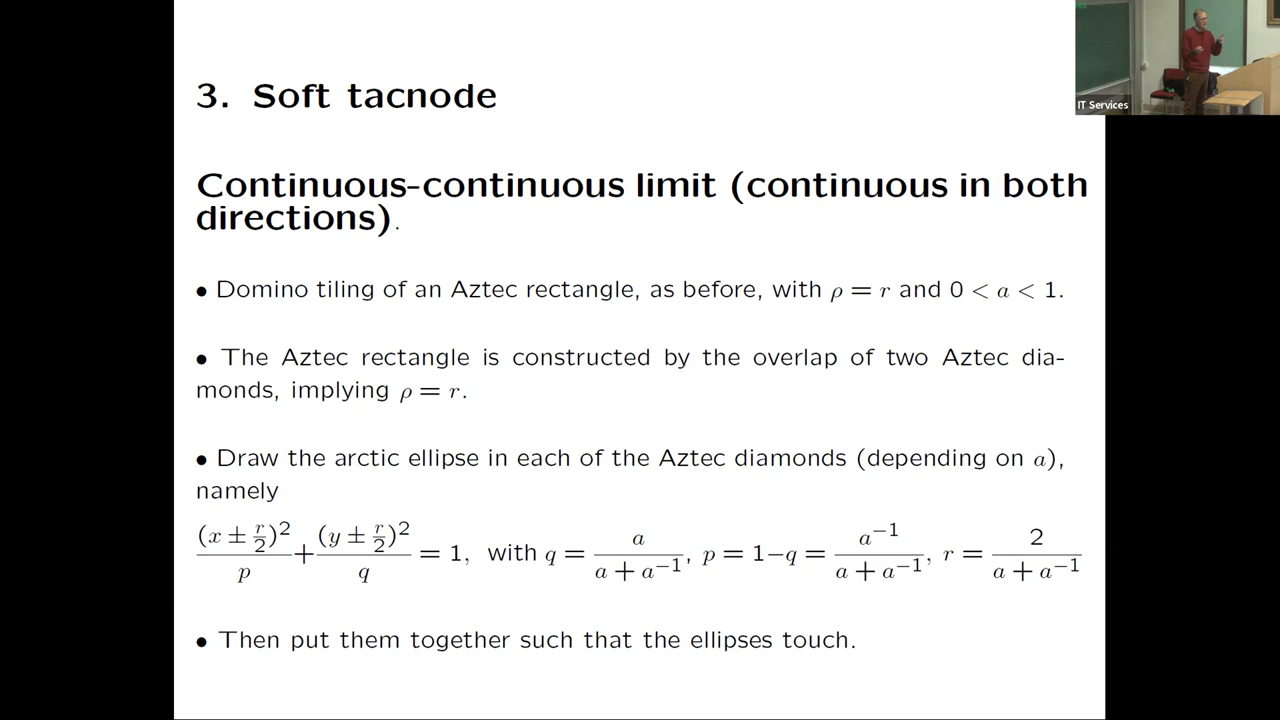 3. Soft tacnode
Continuous-continuous limit (continuous in both
directions).
• Domino tiling of an Aztec rectangle, as before, with ρ = r and 0 < a < 1.
• The Aztec rectangle is constructed by the overlap of two Aztec dia-
monds, implying ρ = r.
• Draw the arctic ellipse in each of the Aztec diamonds (depending on a),
namely
(x ± r/2)²/p + (y ± r/2)²/q = 1, with q = a/(a + a⁻¹), p = 1−q = a⁻¹/(a + a⁻¹), r = 2/(a + a⁻¹)
• Then put them together such that the ellipses touch.
IT Services